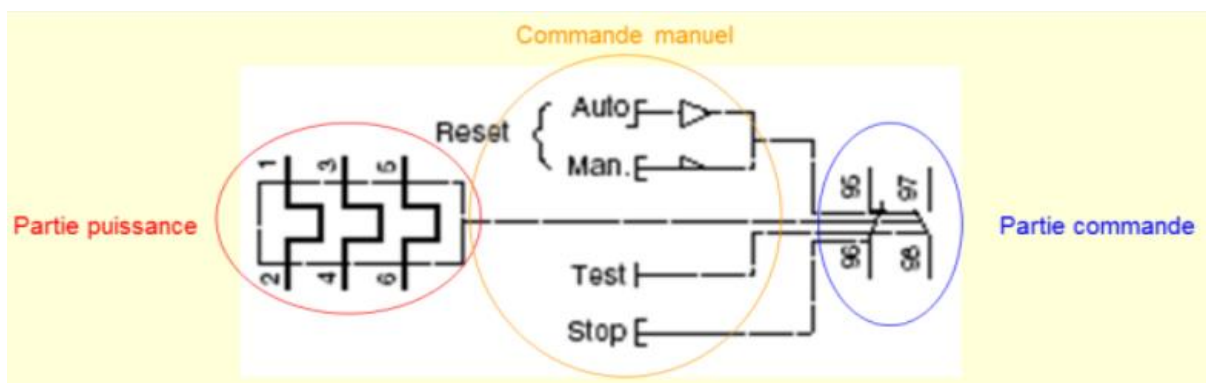 Commande manuel
Reset
Auto
Man.
1 3 5
95 97
Partie puissance
Partie commande
96 98
2 4 6
Test
Stop